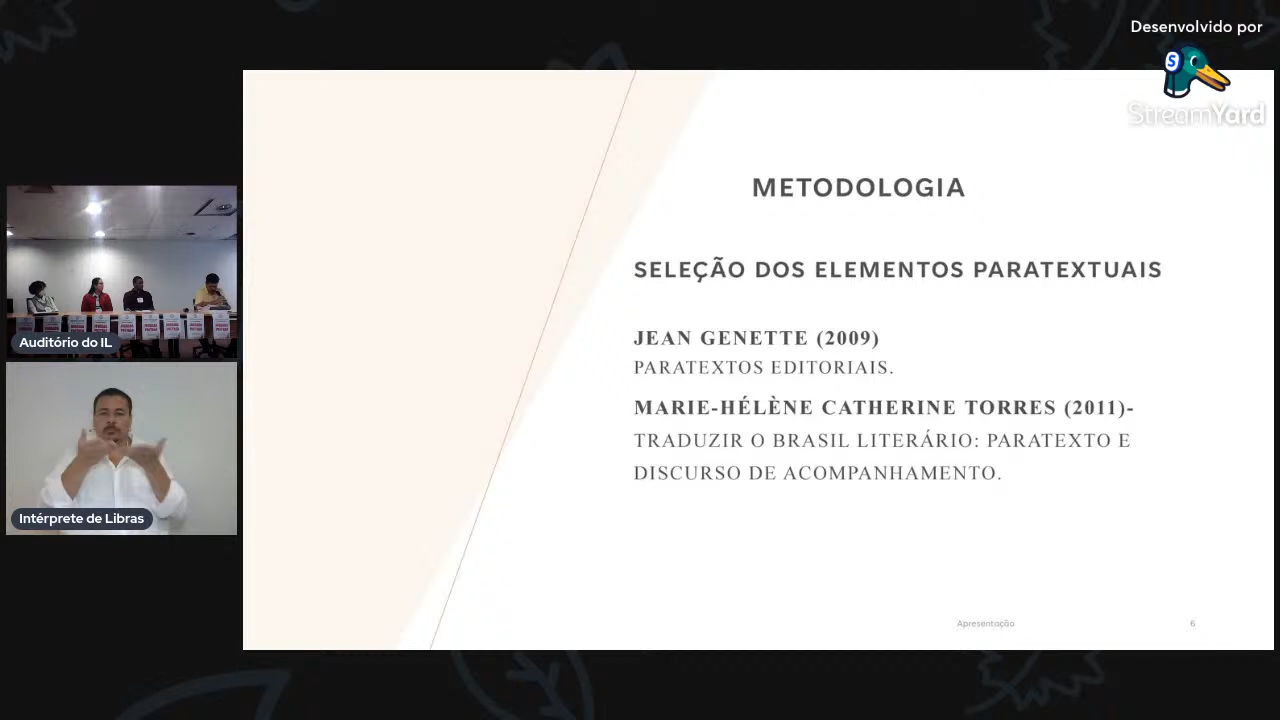 Desenvolvido por
StreamYard
METODOLOGIA
SELEÇÃO DOS ELEMENTOS PARATEXTUAIS
JEAN GENETTE (2009)
PARATEXTOS EDITORIAIS.
MARIE-HÉLÈNE CATHERINE TORRES (2011)-
TRADUZIR O BRASIL LITERÁRIO: PARATEXTO E
DISCURSO DE ACOMPANHAMENTO.
Apresentação
6
Auditório do IL
Intérprete de Libras